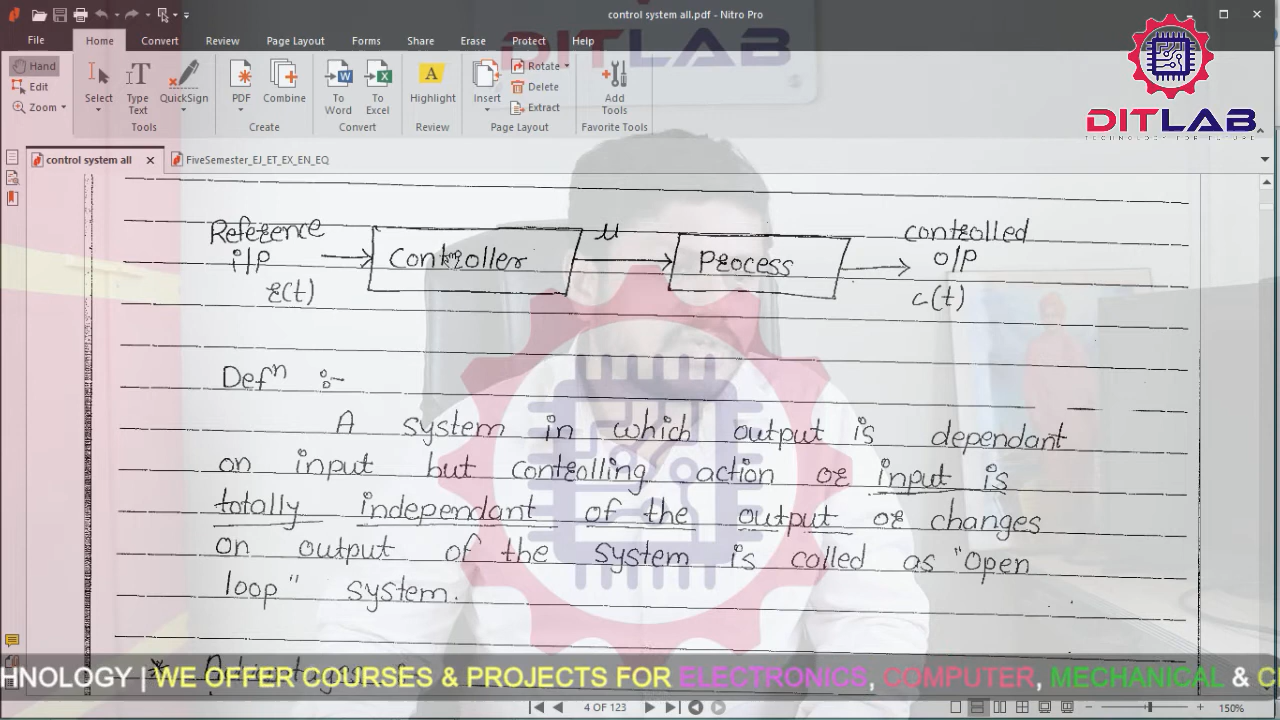 control system all.pdf - Nitro Pro
File Home Convert Review Page Layout Forms Share Erase Protect Help
Hand
Edit
Zoom
Select
Type Text
QuickSign
PDF
Combine
To Word
To Excel
Highlight
Insert
Rotate
Delete
Extract
Add Tools
Tools Create Convert Review Page Layout Favorite Tools
DITLAB
DITLAB
TECHNOLOGY FOR FUTURE
control system all
FiveSemester_EJ_ET_EX_EN_EQ
Reference i/p r(t)
Controller
u
Process
controlled o/p c(t)
Defn :-
A system in which output is dependant
on input but controlling action or input is
totally independant of the output or changes
on output of the system is called as "Open
loop" system.
* Advantages
HNOLOGY | WE OFFER COURSES & PROJECTS FOR ELECTRONICS, COMPUTER, MECHANICAL & C
4 OF 123
150%